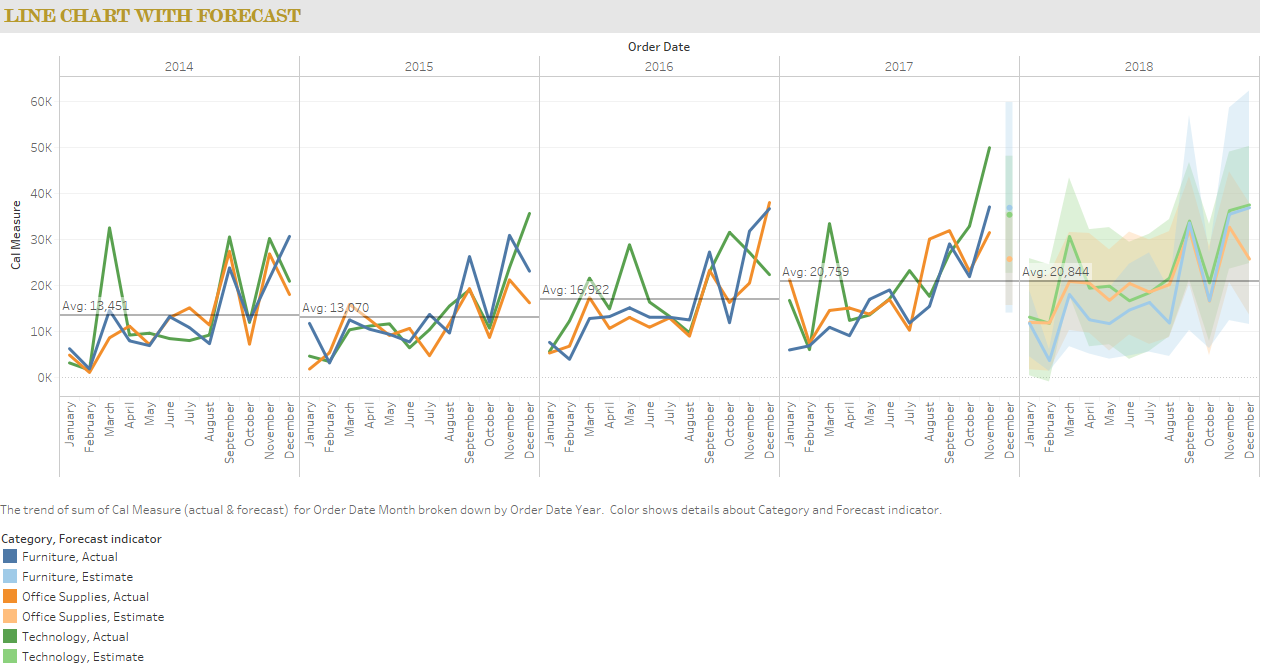 LINE CHART WITH FORECAST
Order Date
2014 2015 2016 2017 2018
Cal Measure
60K
50K
40K
30K
20K
10K
0K
Avg: 13,451
Avg: 13,070
Avg: 16,922
Avg: 20,759
Avg: 20,844
January February March April May June July August September October November December
January February March April May June July August September October November December
January February March April May June July August September October November December
January February March April May June July August September October November December
January February March April May June July August September October November December
The trend of sum of Cal Measure (actual & forecast)  for Order Date Month broken down by Order Date Year.  Color shows details about Category and Forecast indicator.
Category, Forecast indicator
Furniture, Actual
Furniture, Estimate
Office Supplies, Actual
Office Supplies, Estimate
Technology, Actual
Technology, Estimate